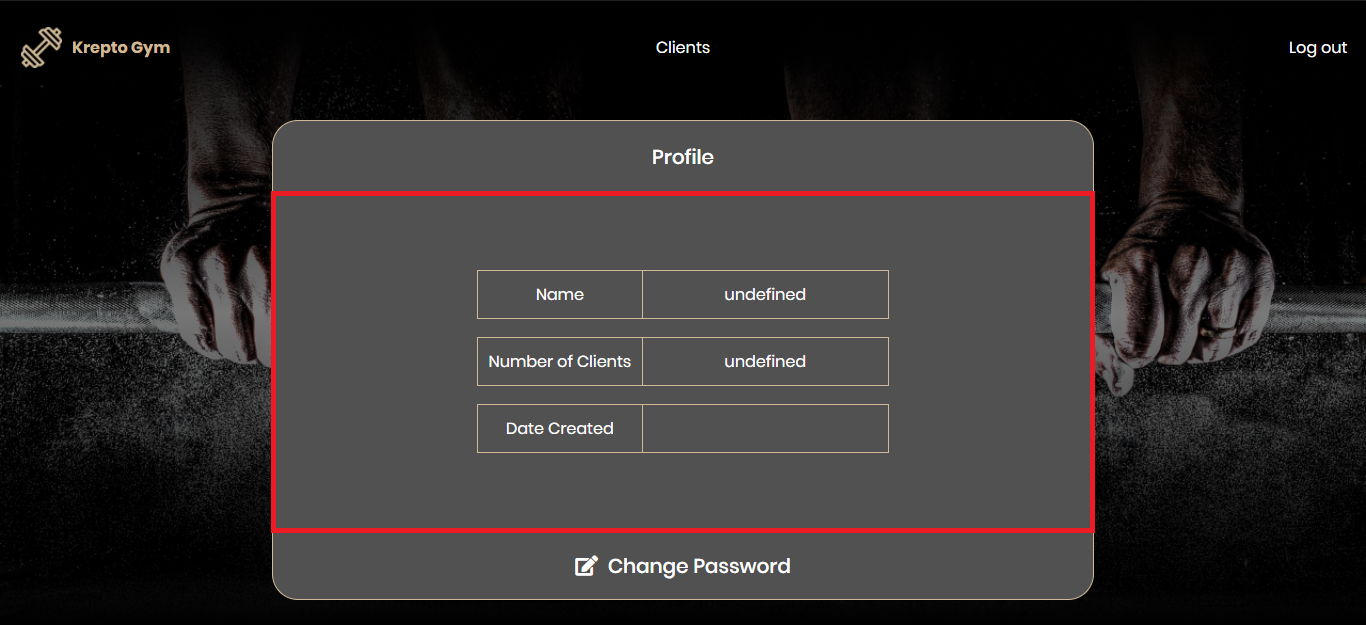 Krepto Gym
Clients
Log out
Profile
Name undefined
Number of Clients undefined
Date Created
Change Password